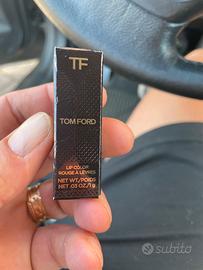 TF
TOM FORD
LIP COLOR
ROUGE À LÈVRES
NET WT./POIDS
NET .03 OZ./1g
subito